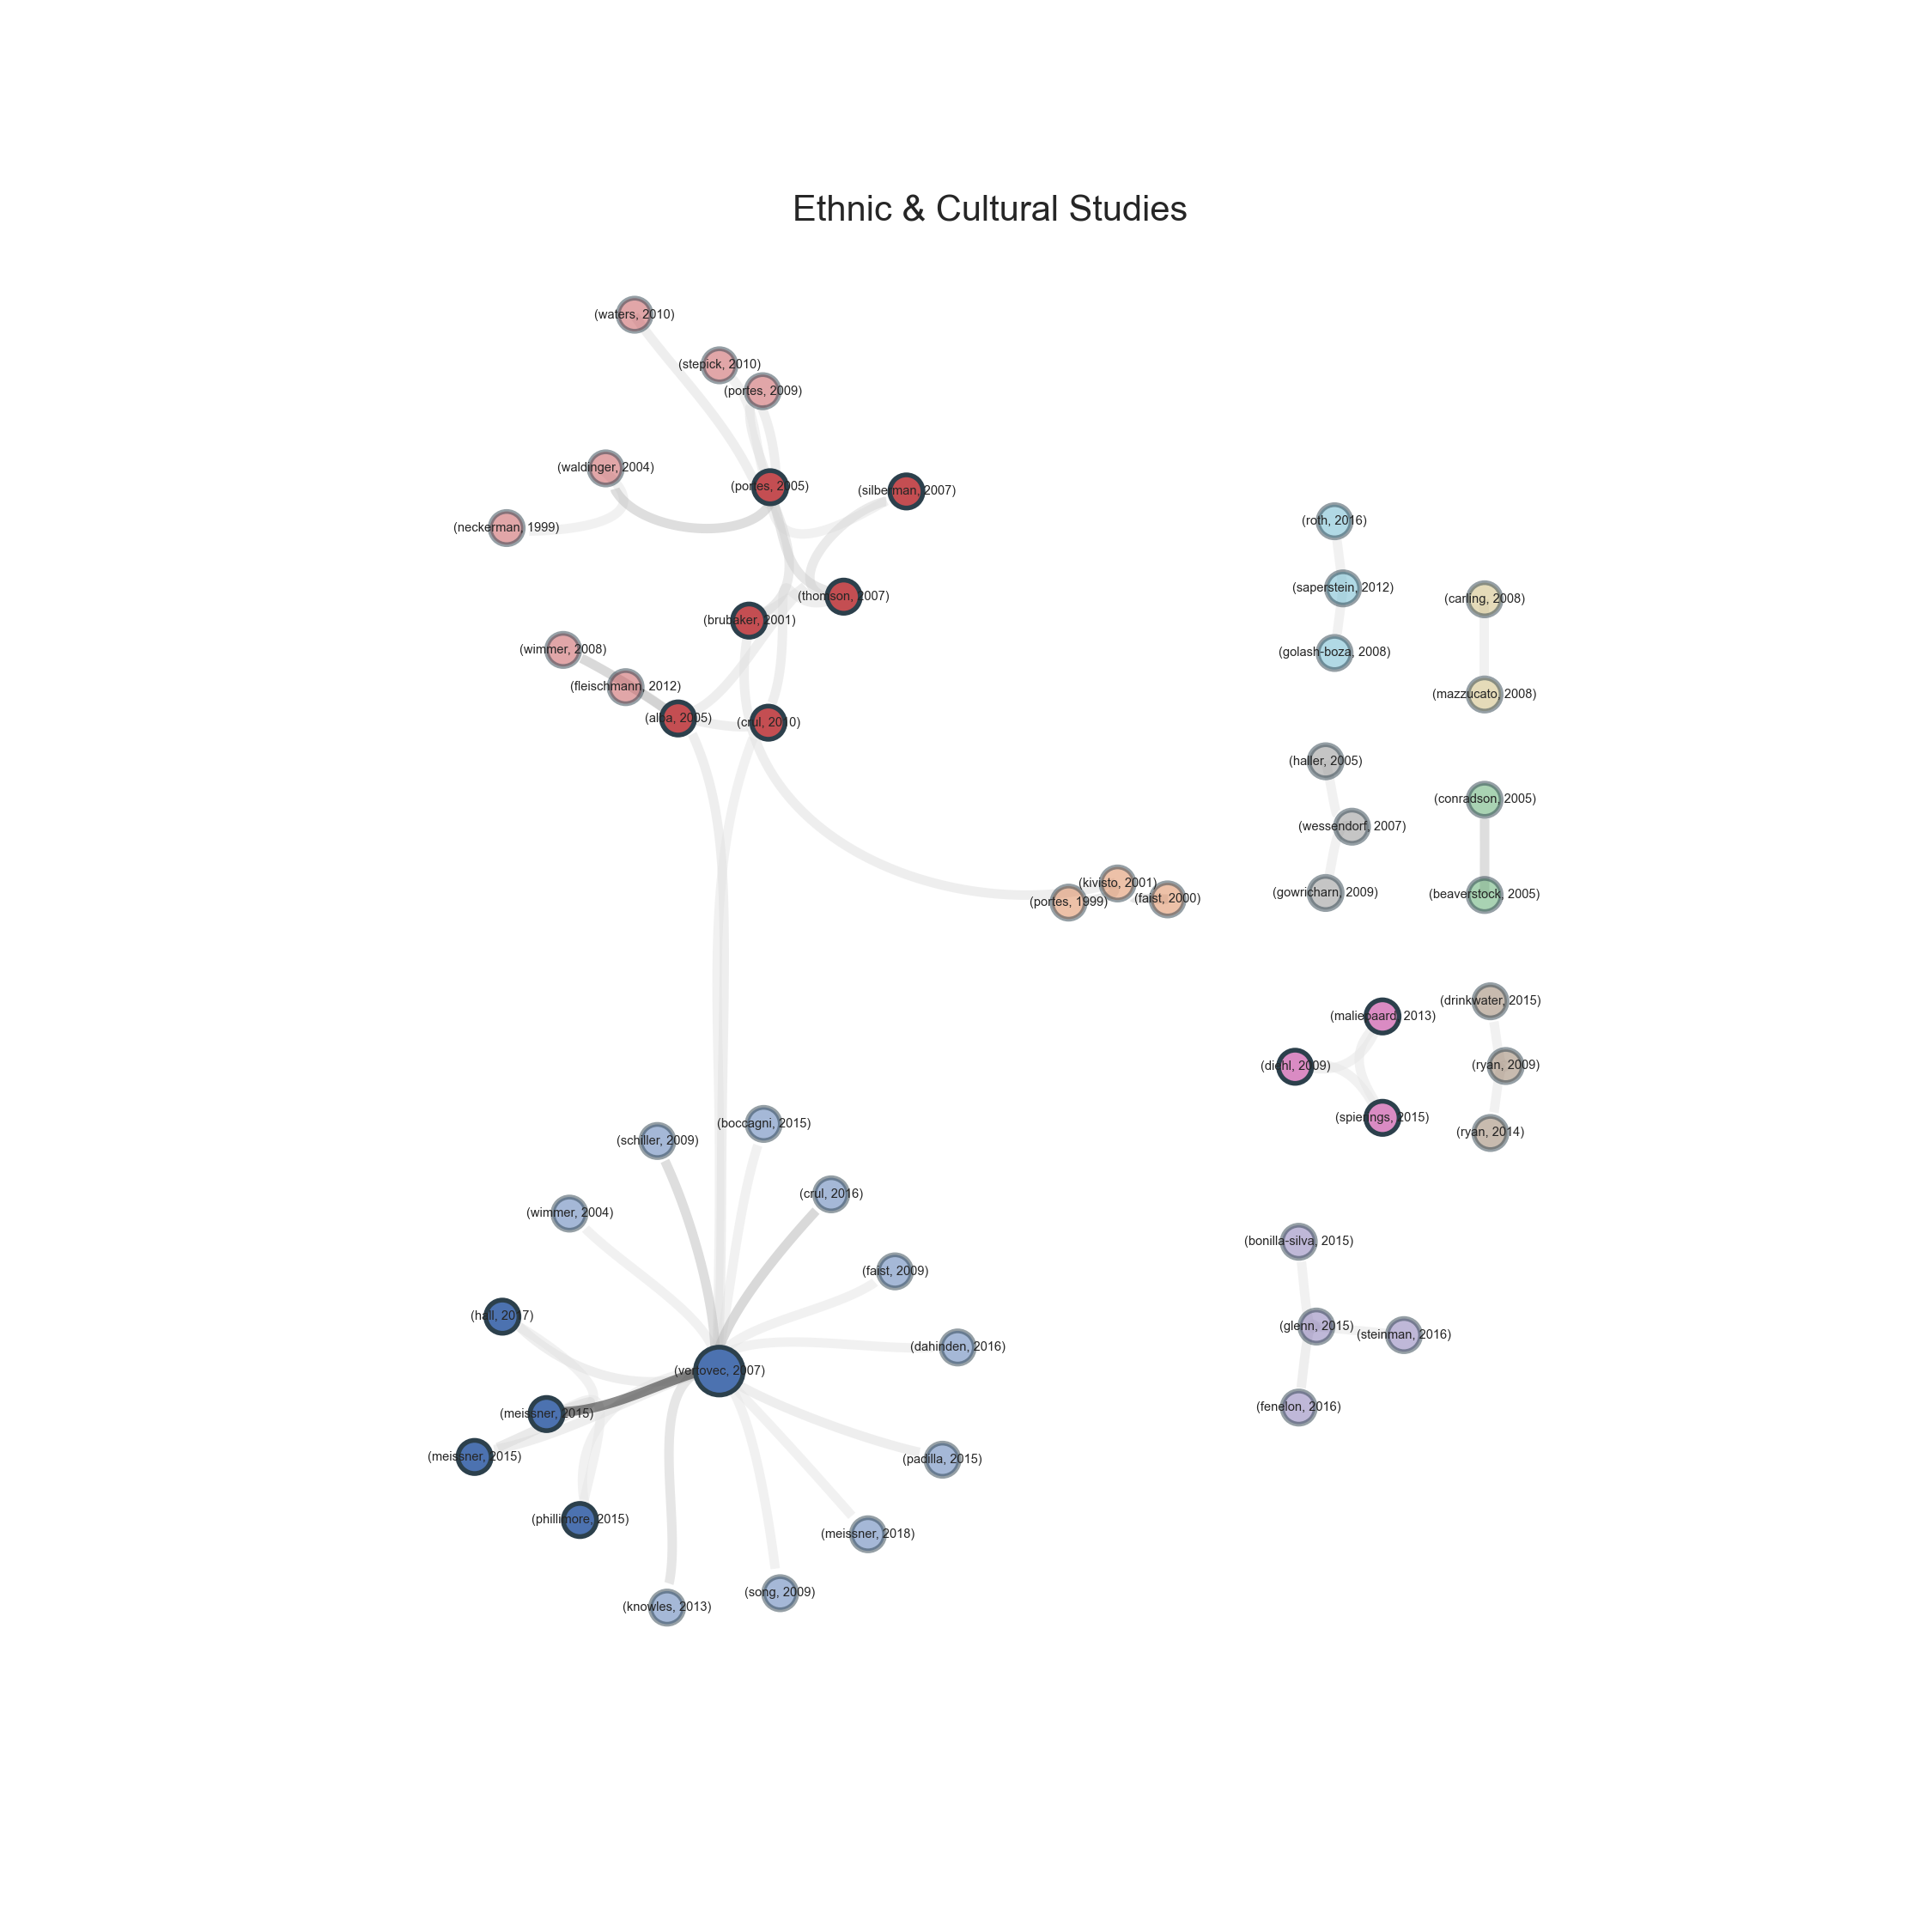 Ethnic & Cultural Studies
(waters, 2010)
(stepick, 2010)
(portes, 2009)
(waldinger, 2004)
(portes, 2005)
(silberman, 2007)
(neckerman, 1999)
(roth, 2016)
(saperstein, 2012)
(thomson, 2007)
(carling, 2008)
(brubaker, 2001)
(wimmer, 2008)
(golash-boza, 2008)
(fleischmann, 2012)
(mazzucato, 2008)
(alba, 2005)
(crul, 2010)
(haller, 2005)
(conradson, 2005)
(wessendorf, 2007)
(kivisto, 2001)
(portes, 1999)
(faist, 2000)
(gowricharn, 2009)
(beaverstock, 2005)
(drinkwater, 2015)
(maliepaard, 2013)
(diehl, 2009)
(ryan, 2009)
(boccagni, 2015)
(spierings, 2015)
(ryan, 2014)
(schiller, 2009)
(crul, 2016)
(wimmer, 2004)
(bonilla-silva, 2015)
(faist, 2009)
(hall, 2017)
(glenn, 2015)
(steinman, 2016)
(dahinden, 2016)
(vertovec, 2007)
(fenelon, 2016)
(meissner, 2015)
(meissner, 2015)
(padilla, 2015)
(phillimore, 2015)
(meissner, 2018)
(song, 2009)
(knowles, 2013)